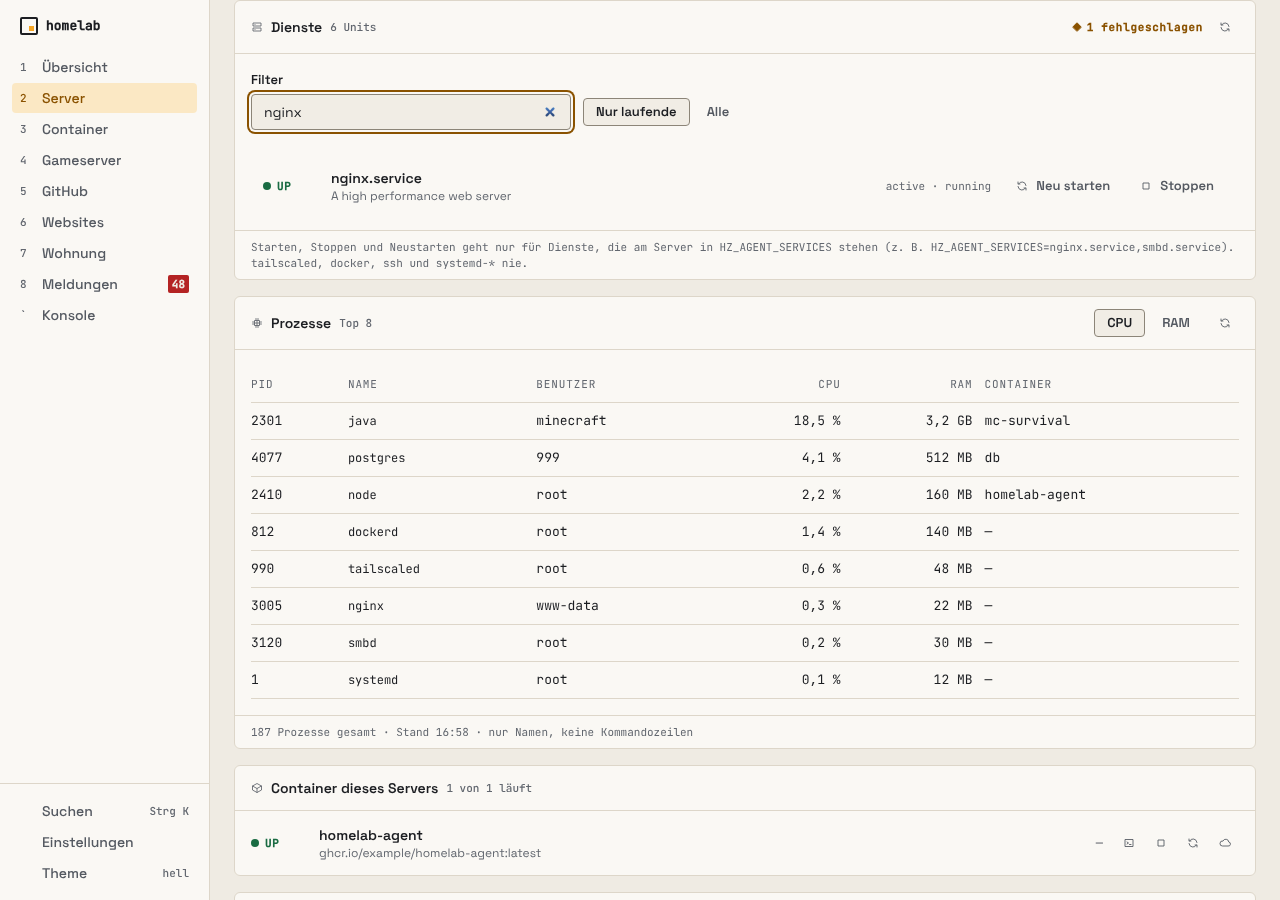 homelab
1 Übersicht
2 Server
3 Container
4 Gameserver
5 GitHub
6 Websites
7 Wohnung
8 Meldungen 48
` Konsole
Suchen Strg K
Einstellungen
Theme hell
Dienste 6 Units 1 fehlgeschlagen
Filter
nginx Nur laufende Alle
UP nginx.service active · running Neu starten Stoppen
A high performance web server
Starten, Stoppen und Neustarten geht nur für Dienste, die am Server in HZ_AGENT_SERVICES stehen (z. B. HZ_AGENT_SERVICES=nginx.service,smbd.service).
tailscaled, docker, ssh und systemd-* nie.
Prozesse Top 8 CPU RAM
PID NAME BENUTZER CPU RAM CONTAINER
2301 java minecraft 18,5 % 3,2 GB mc-survival
4077 postgres 999 4,1 % 512 MB db
2410 node root 2,2 % 160 MB homelab-agent
812 dockerd root 1,4 % 140 MB —
990 tailscaled root 0,6 % 48 MB —
3005 nginx www-data 0,3 % 22 MB —
3120 smbd root 0,2 % 30 MB —
1 systemd root 0,1 % 12 MB —
187 Prozesse gesamt · Stand 16:58 · nur Namen, keine Kommandozeilen
Container dieses Servers 1 von 1 läuft
UP homelab-agent —
ghcr.io/example/homelab-agent:latest